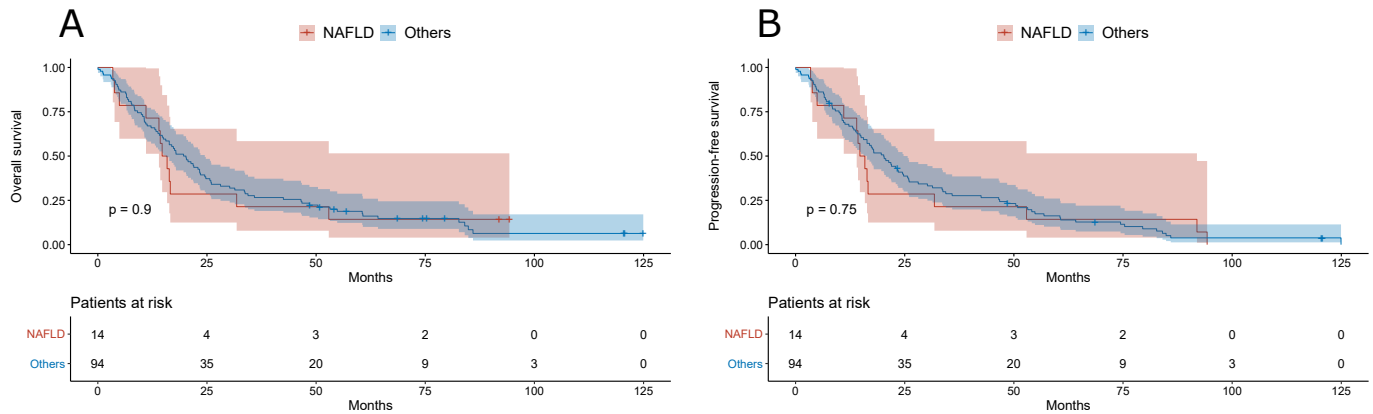 A
NAFLD Others
Overall survival
1.00
0.75
0.50
0.25
0.00
p = 0.9
0 25 50 75 100 125
Months
Patients at risk
NAFLD 14 4 3 2 0 0
Others 94 35 20 9 3 0
0 25 50 75 100 125
Months
B
NAFLD Others
Progression-free survival
1.00
0.75
0.50
0.25
0.00
p = 0.75
0 25 50 75 100 125
Months
Patients at risk
NAFLD 14 4 3 2 0 0
Others 94 35 20 9 3 0
0 25 50 75 100 125
Months